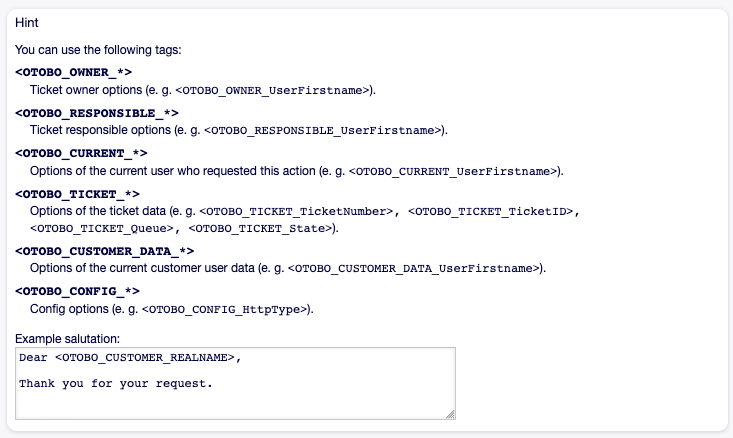 Hint
You can use the following tags:
<OTOBO_OWNER_*>
Ticket owner options (e. g. <OTOBO_OWNER_UserFirstname>).
<OTOBO_RESPONSIBLE_*>
Ticket responsible options (e. g. <OTOBO_RESPONSIBLE_UserFirstname>).
<OTOBO_CURRENT_*>
Options of the current user who requested this action (e. g. <OTOBO_CURRENT_UserFirstname>).
<OTOBO_TICKET_*>
Options of the ticket data (e. g. <OTOBO_TICKET_TicketNumber>, <OTOBO_TICKET_TicketID>,
<OTOBO_TICKET_Queue>, <OTOBO_TICKET_State>).
<OTOBO_CUSTOMER_DATA_*>
Options of the current customer user data (e. g. <OTOBO_CUSTOMER_DATA_UserFirstname>).
<OTOBO_CONFIG_*>
Config options (e. g. <OTOBO_CONFIG_HttpType>).
Example salutation:
Dear <OTOBO_CUSTOMER_REALNAME>,
Thank you for your request.